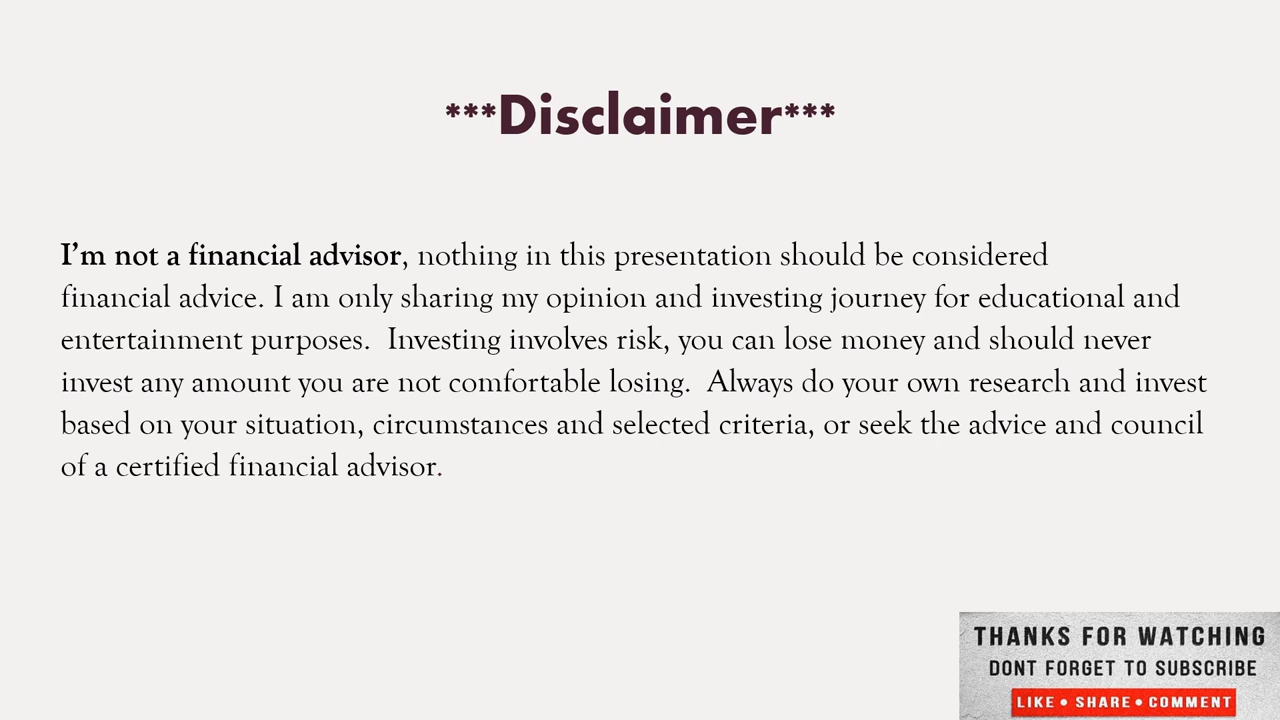 ***Disclaimer***
I’m not a financial advisor, nothing in this presentation should be considered
financial advice. I am only sharing my opinion and investing journey for educational and
entertainment purposes.  Investing involves risk, you can lose money and should never
invest any amount you are not comfortable losing.  Always do your own research and invest
based on your situation, circumstances and selected criteria, or seek the advice and council
of a certified financial advisor.
THANKS FOR WATCHING
DONT FORGET TO SUBSCRIBE
LIKE • SHARE • COMMENT